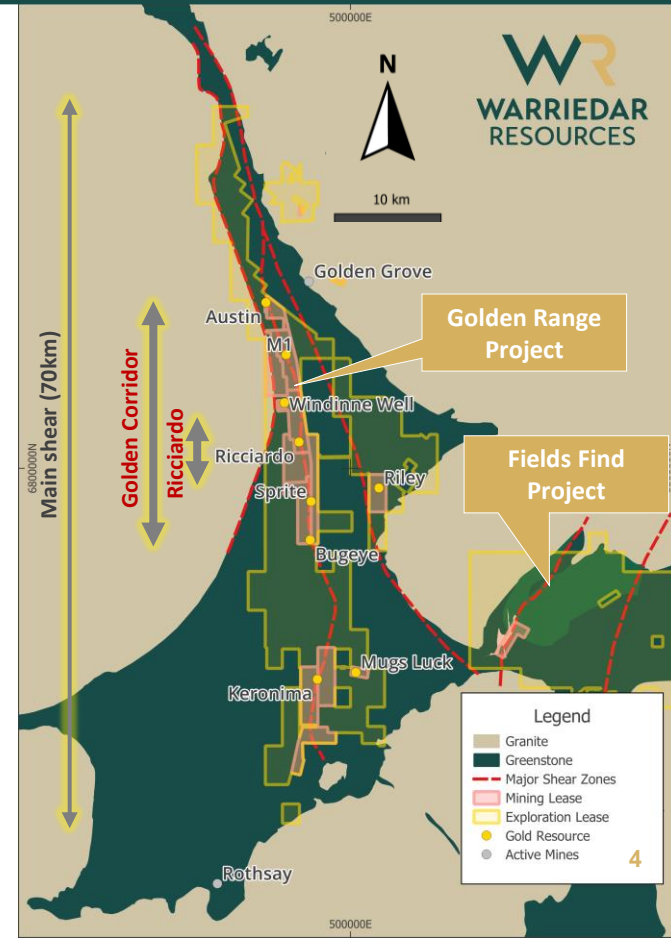 500000E
WR
WARRIEDAR
RESOURCES
N
10 km
Golden Grove
Austin
Golden Range
Project
M1
Windinne Well
Main shear (70km)
Golden Corridor
Ricciardo
6800000N
Ricciardo
Riley
Fields Find
Project
Sprite
Bugeye
Mugs Luck
Keronima
Legend
Granite
Greenstone
Major Shear Zones
Mining Lease
Exploration Lease
Gold Resource
Active Mines
4
Rothsay
500000E